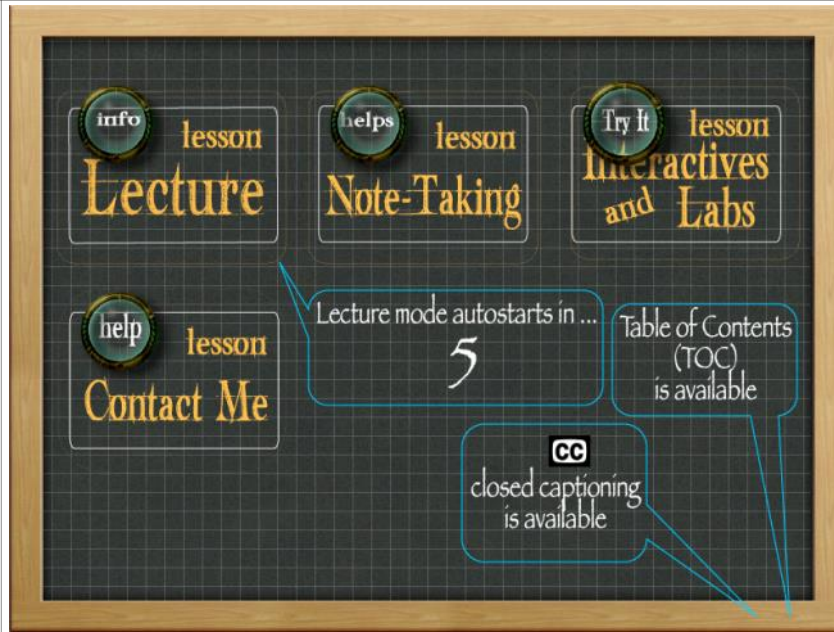 info
lesson
Lecture
helps
lesson
Note-Taking
Try It
lesson
Interactives
and Labs
help
lesson
Contact Me
Lecture mode autostarts in ...
5
Table of Contents
(TOC)
is available
CC
closed captioning
is available